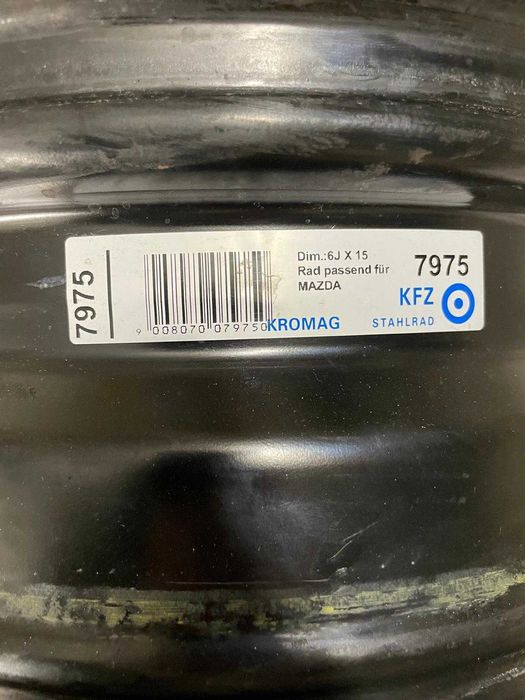 7975
9 008070 079750
Dim.:6J X 15
Rad passend für
MAZDA
KROMAG
7975
KFZ
STAHLRAD